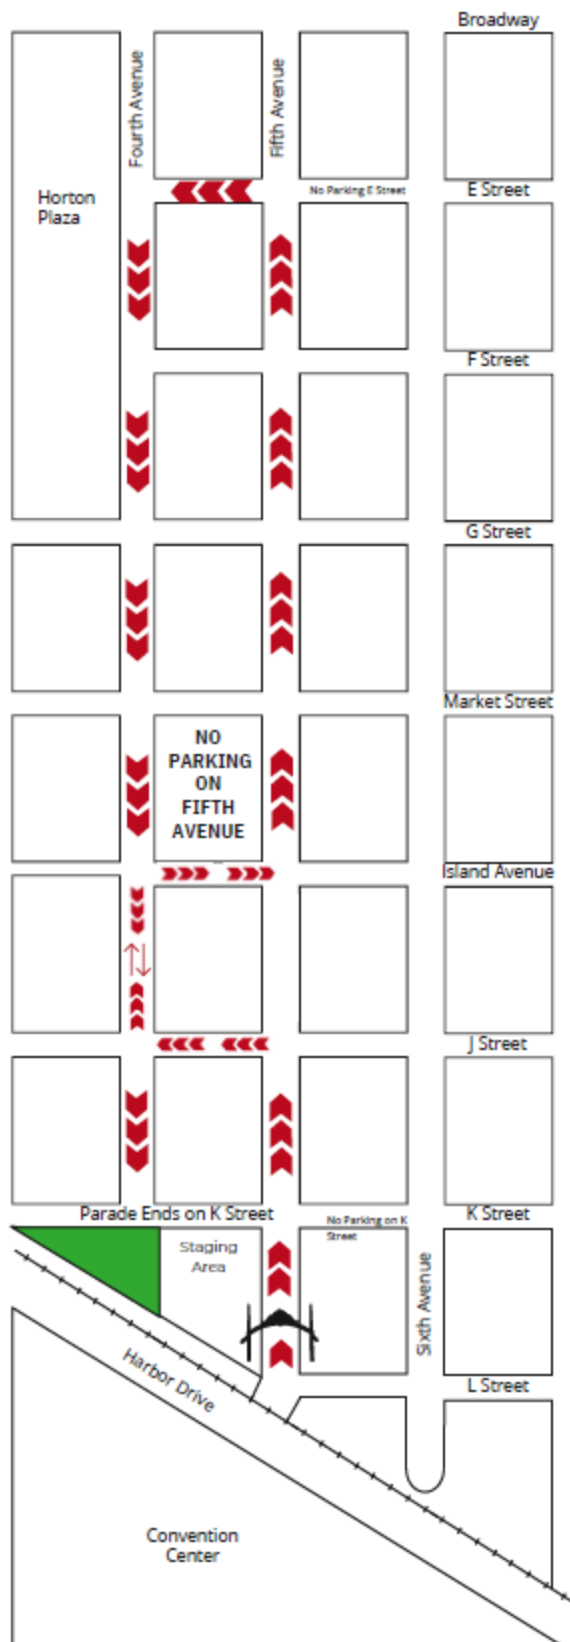 Broadway
Fourth Avenue
Fifth Avenue
No Parking E Street
E Street
Horton
Plaza
F Street
G Street
Market Street
NO
PARKING
ON
FIFTH
AVENUE
Island Avenue
J Street
Parade Ends on K Street
No Parking on K
Street
K Street
Staging
Area
Sixth Avenue
Harbor Drive
L Street
Convention
Center